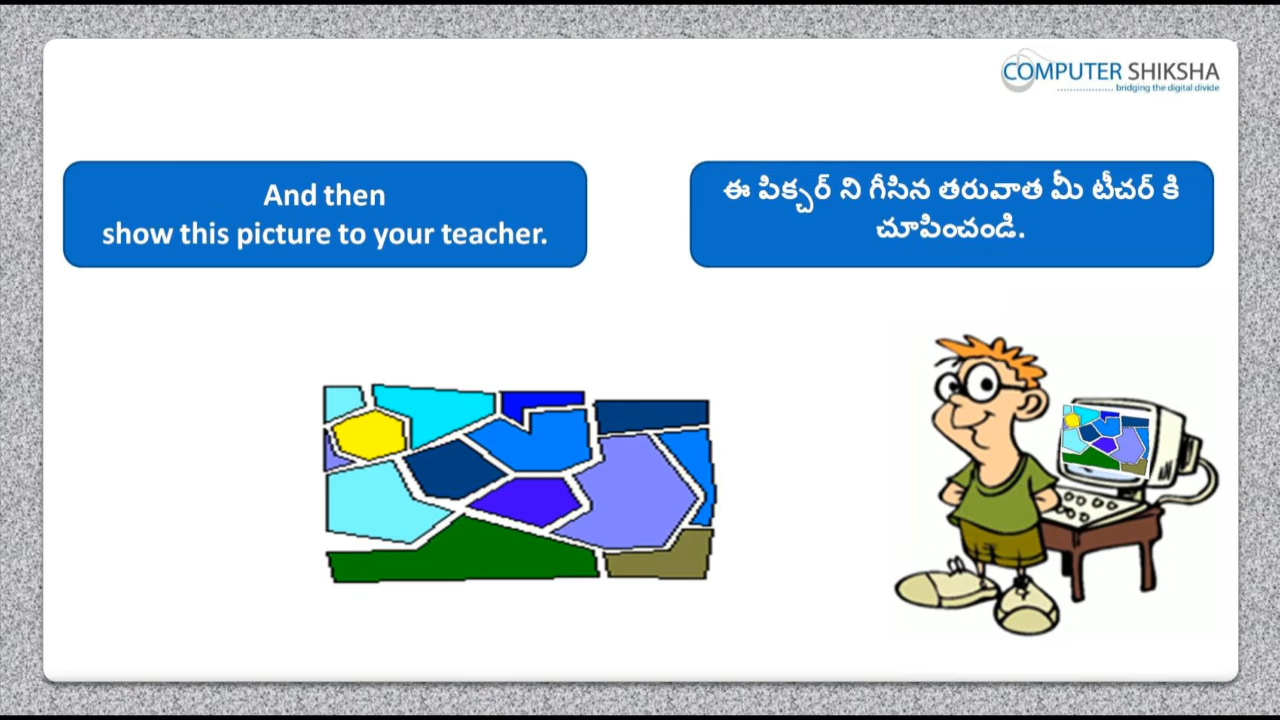 COMPUTER SHIKSHA
bridging the digital divide
And then
show this picture to your teacher.
ఈ పిక్చర్ ని గీసిన తరువాత మీ టీచర్ కి
చూపించండి.